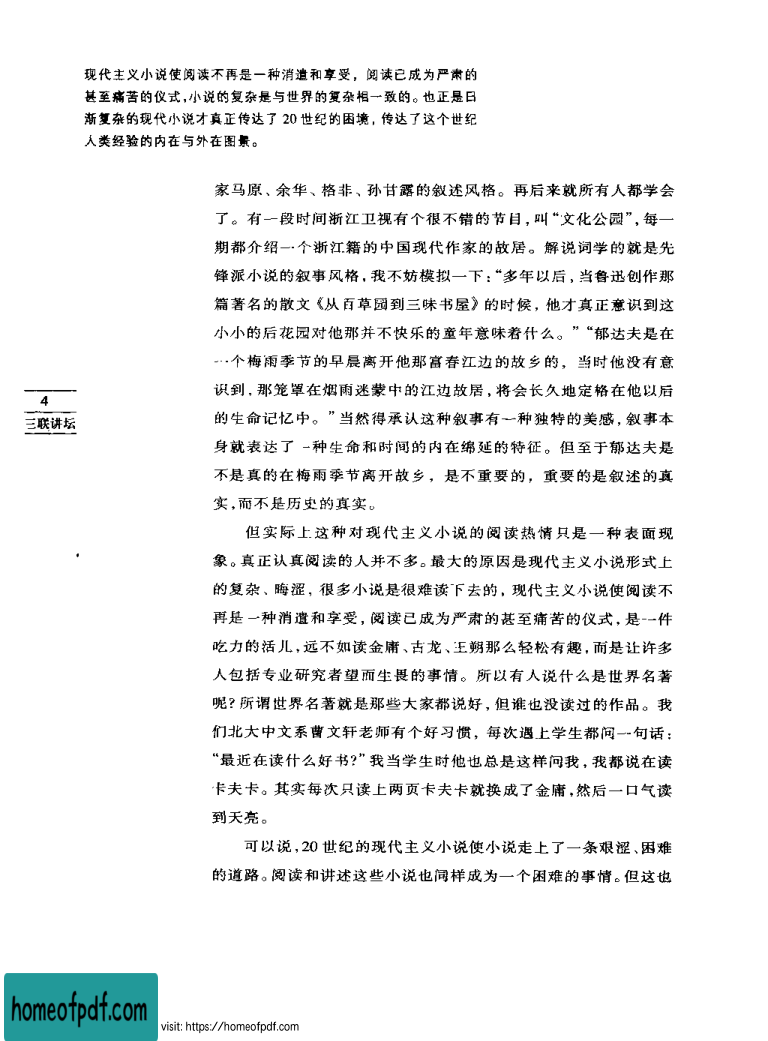 现代主义小说使阅读不再是一种消遣和享受，阅读已成为严肃的
甚至痛苦的仪式，小说的复杂是与世界的复杂相一致的。也正是日
渐复杂的现代小说才真正传达了 20 世纪的困境，传达了这个世纪
人类经验的内在与外在图景。
家马原、余华、格非、孙甘露的叙述风格。再后来就所有人都学会
了。有一段时间浙江卫视有个很不错的节目，叫“文化公园”，每一
期都介绍一个浙江籍的中国现代作家的故居。解说词学的就是先
锋派小说的叙事风格，我不妨模拟一下：“多年以后，当鲁迅创作那
篇著名的散文《从百草园到三味书屋》的时候，他才真正意识到这
小小的后花园对他那并不快乐的童年意味着什么。”“郁达夫是在
一个梅雨季节的早晨离开他那富春江边的故乡的，当时他没有意
识到，那笼罩在烟雨迷蒙中的江边故居，将会长久地定格在他以后
的生命记忆中。”当然得承认这种叙事有一种独特的美感，叙事本
身就表达了一种生命和时间的内在绵延的特征。但至于郁达夫是
不是真的在梅雨季节离开故乡，是不重要的，重要的是叙述的真
实，而不是历史的真实。
4
三联讲坛
但实际上这种对现代主义小说的阅读热情只是一种表面现
象。真正认真阅读的人并不多。最大的原因是现代主义小说形式上
的复杂、晦涩，很多小说是很难读下去的，现代主义小说使阅读不
再是一种消遣和享受，阅读已成为严肃的甚至痛苦的仪式，是一件
吃力的活儿，远不如读金庸、古龙、王朔那么轻松有趣，而是让许多
人包括专业研究者望而生畏的事情。所以有人说什么是世界名著
呢？所谓世界名著就是那些大家都说好，但谁也没读过的作品。我
们北大中文系曹文轩老师有个好习惯，每次遇上学生都问一句话：
“最近在读什么好书？”我当学生时他也总是这样问我，我都说在读
卡夫卡。其实每次只读上两页卡夫卡就换成了金庸，然后一口气读
到天亮。
可以说，20 世纪的现代主义小说使小说走上了一条艰涩、困难
的道路。阅读和讲述这些小说也同样成为一个困难的事情。但这也
homeofpdf.com
visit: https://homeofpdf.com